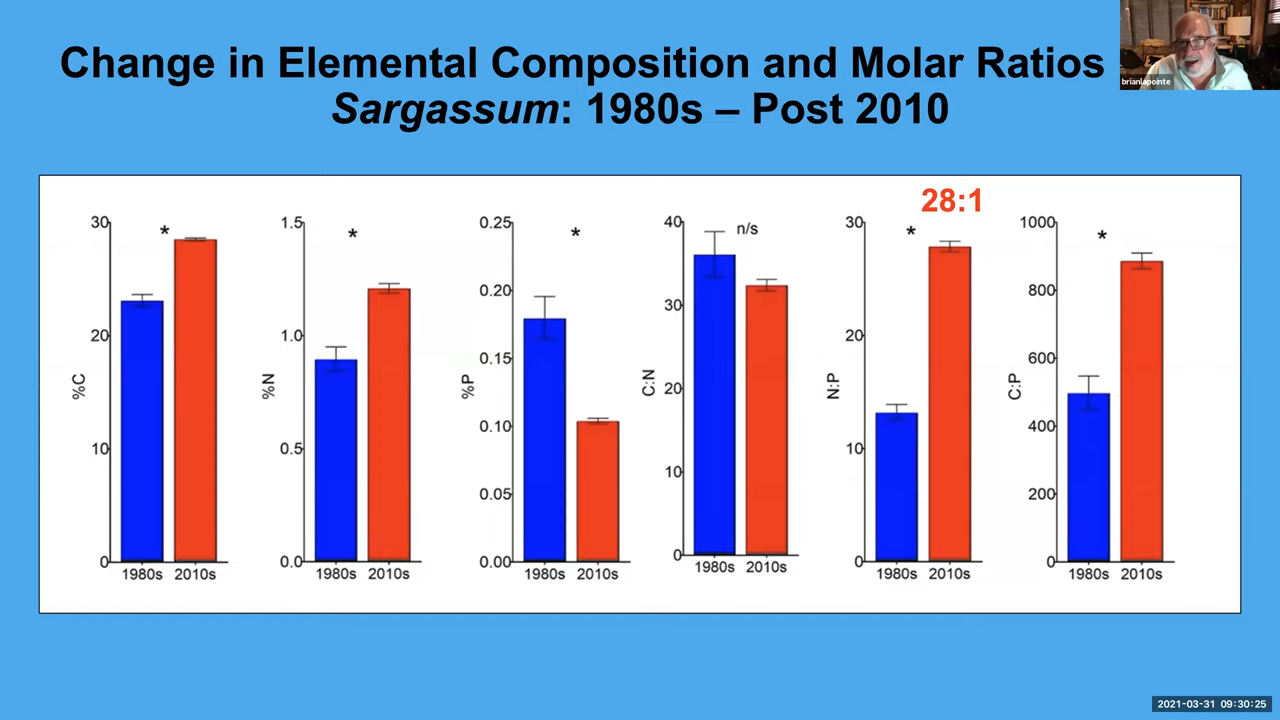 Change in Elemental Composition and Molar Ratios
Sargassum: 1980s – Post 2010
brianlapointe
28:1
30
20
10
0
%C
*
1980s 2010s
1.5
1.0
0.5
0.0
%N
*
1980s 2010s
0.25
0.20
0.15
0.10
0.05
0.00
%P
*
1980s 2010s
40
30
20
10
0
C:N
n/s
1980s 2010s
30
20
10
0
N:P
*
1980s 2010s
1000
800
600
400
200
0
C:P
*
1980s 2010s
2021-03-31 09:30:25